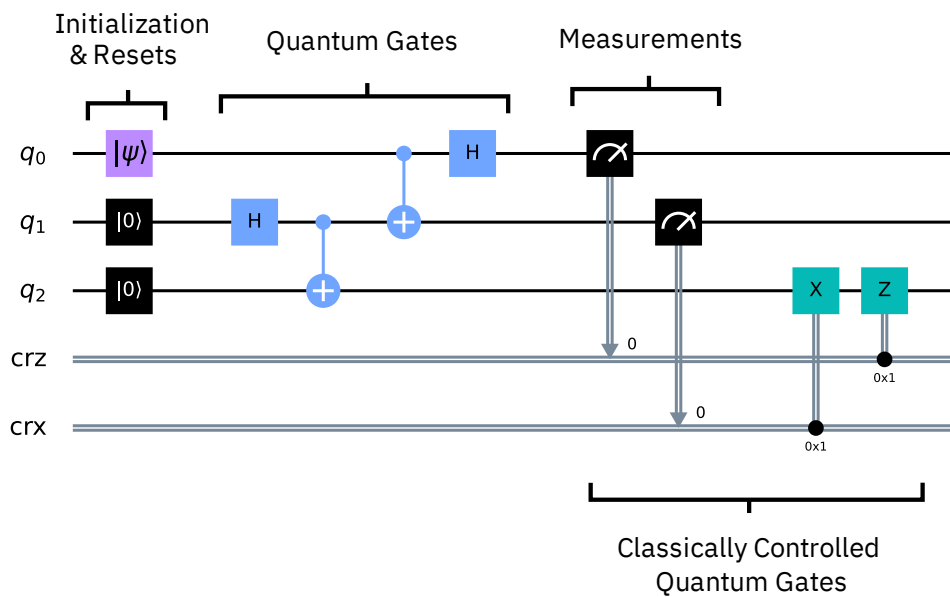 Initialization
& Resets
Quantum Gates
Measurements
q0 |ψ⟩ H
q1 |0⟩ H
q2 |0⟩ X Z
crz 0 0x1
crx 0 0x1
Classically Controlled
Quantum Gates